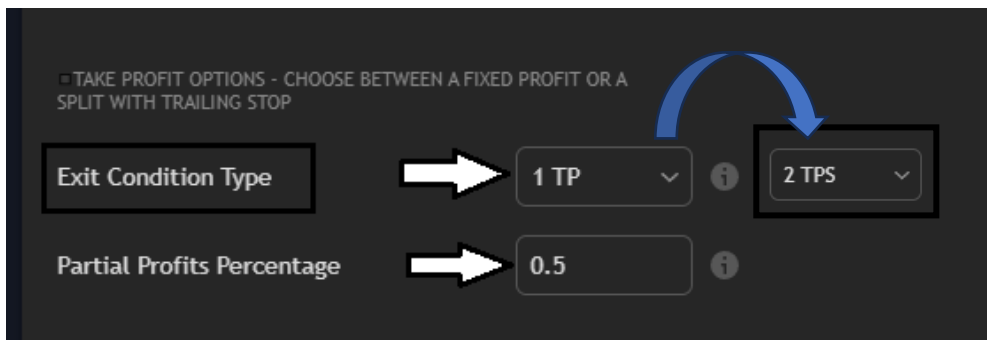 TAKE PROFIT OPTIONS - CHOOSE BETWEEN A FIXED PROFIT OR A
SPLIT WITH TRAILING STOP
Exit Condition Type
1 TP
2 TPS
Partial Profits Percentage
0.5